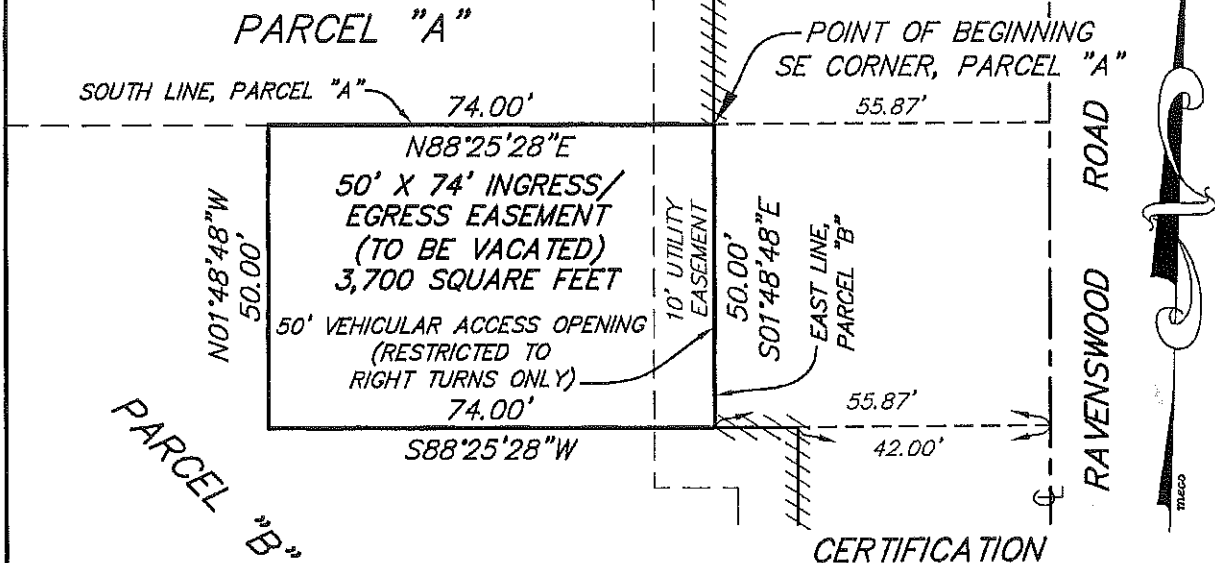 PARCEL "A"
POINT OF BEGINNING
SE CORNER, PARCEL "A"
SOUTH LINE, PARCEL "A"
74.00'
55.87'
N88°25'28"E
50' X 74' INGRESS/
EGRESS EASEMENT
(TO BE VACATED)
3,700 SQUARE FEET
N01°48'48"W
50.00'
10' UTILITY
EASEMENT
50.00'
S01°48'48"E
EAST LINE,
PARCEL "B"
50' VEHICULAR ACCESS OPENING
(RESTRICTED TO
RIGHT TURNS ONLY)
74.00'
S88°25'28"W
55.87'
42.00'
RAVENSWOOD ROAD
PARCEL "B"
CERTIFICATION
meco